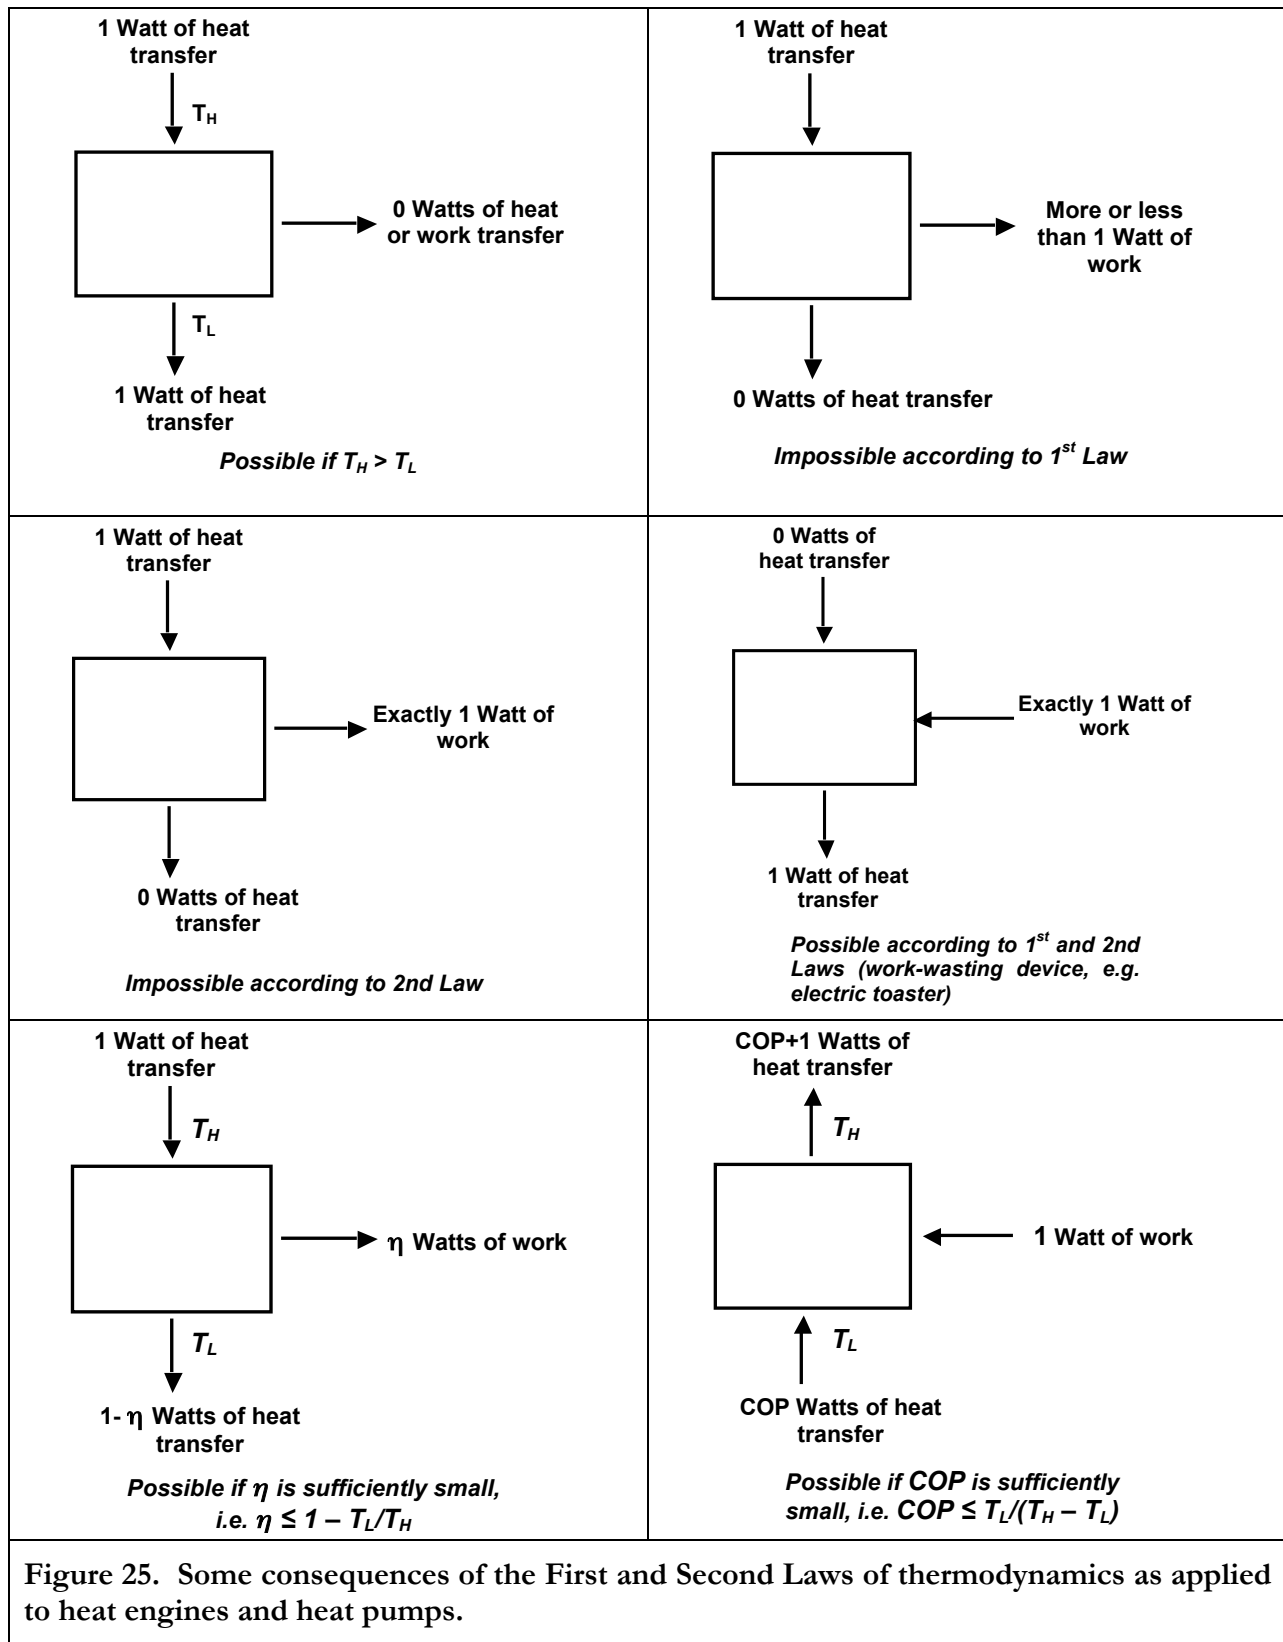 1 Watt of heat
transfer
T_H
0 Watts of heat
or work transfer
T_L
1 Watt of heat
transfer
Possible if T_H > T_L
1 Watt of heat
transfer
More or less
than 1 Watt of
work
0 Watts of heat transfer
Impossible according to 1^st Law
1 Watt of heat
transfer
Exactly 1 Watt of
work
0 Watts of heat
transfer
Impossible according to 2nd Law
0 Watts of
heat transfer
Exactly 1 Watt of
work
1 Watt of heat
transfer
Possible according to 1^st and 2nd
Laws (work-wasting device, e.g.
electric toaster)
1 Watt of heat
transfer
T_H
η Watts of work
T_L
1- η Watts of heat
transfer
Possible if η is sufficiently small,
i.e. η ≤ 1 – T_L/T_H
COP+1 Watts of
heat transfer
T_H
1 Watt of work
T_L
COP Watts of heat
transfer
Possible if COP is sufficiently
small, i.e. COP ≤ T_L/(T_H – T_L)
Figure 25. Some consequences of the First and Second Laws of thermodynamics as applied
to heat engines and heat pumps.